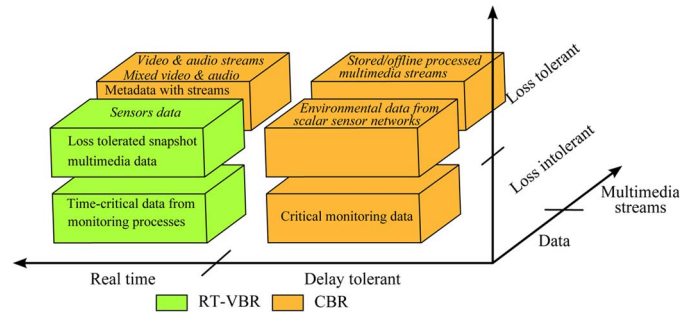 Video & audio streams
Mixed video & audio
Metadata with streams
Stored/offline processed
multimedia streams
Loss tolerant
Sensors data
Loss tolerated snapshot
multimedia data
Environmental data from
scalar sensor networks
Loss intolerant
Time-critical data from
monitoring processes
Critical monitoring data
Multimedia
streams
Data
Real time
Delay tolerant
RT-VBR
CBR